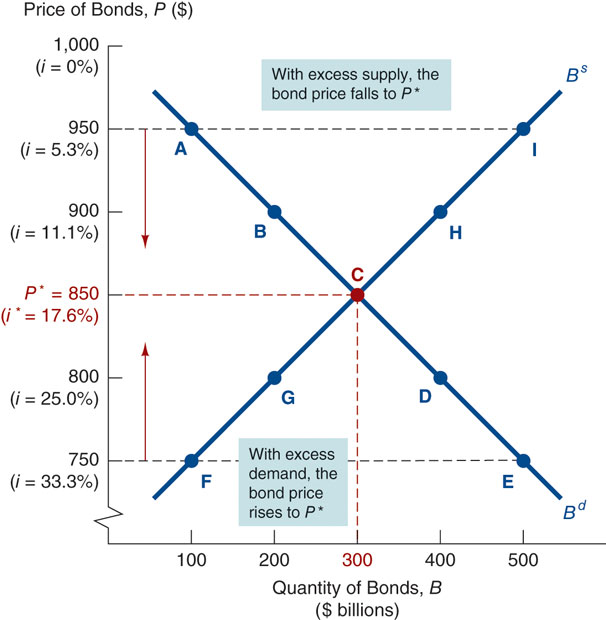 Price of Bonds, P ($)
1,000
(i = 0%)
With excess supply, the
bond price falls to P*
B^s
950
(i = 5.3%)
A
I
900
(i = 11.1%)
B
H
C
P* = 850
(i* = 17.6%)
800
(i = 25.0%)
G
D
With excess
demand, the
bond price
rises to P*
750
(i = 33.3%)
F
E
B^d
100
200
300
400
500
Quantity of Bonds, B
($ billions)